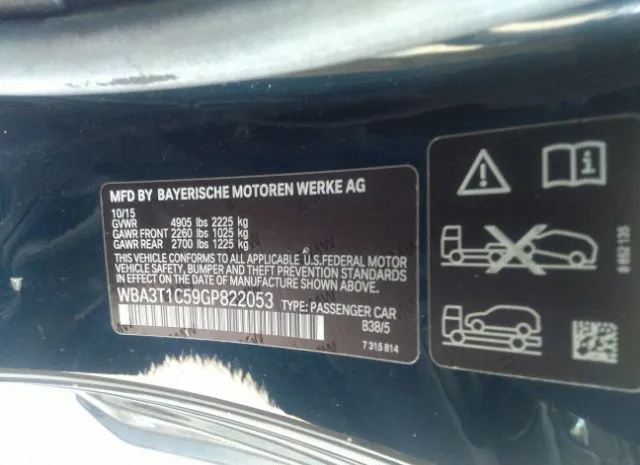 MFD BY BAYERISCHE MOTOREN WERKE AG
10/15
GVWR 4905 lbs 2225 kg
GAWR FRONT 2260 lbs 1025 kg
GAWR REAR 2700 lbs 1225 kg
THIS VEHICLE CONFORMS TO ALL APPLICABLE U.S.FEDERAL MOTOR
VEHICLE SAFETY, BUMPER AND THEFT PREVENTION STANDARDS
IN EFFECT ON THE DATE OF MANUFACTURE SHOWN ABOVE.
WBA3T1C59GP822053 TYPE: PASSENGER CAR
B38/5
7 315 814
8 052 135